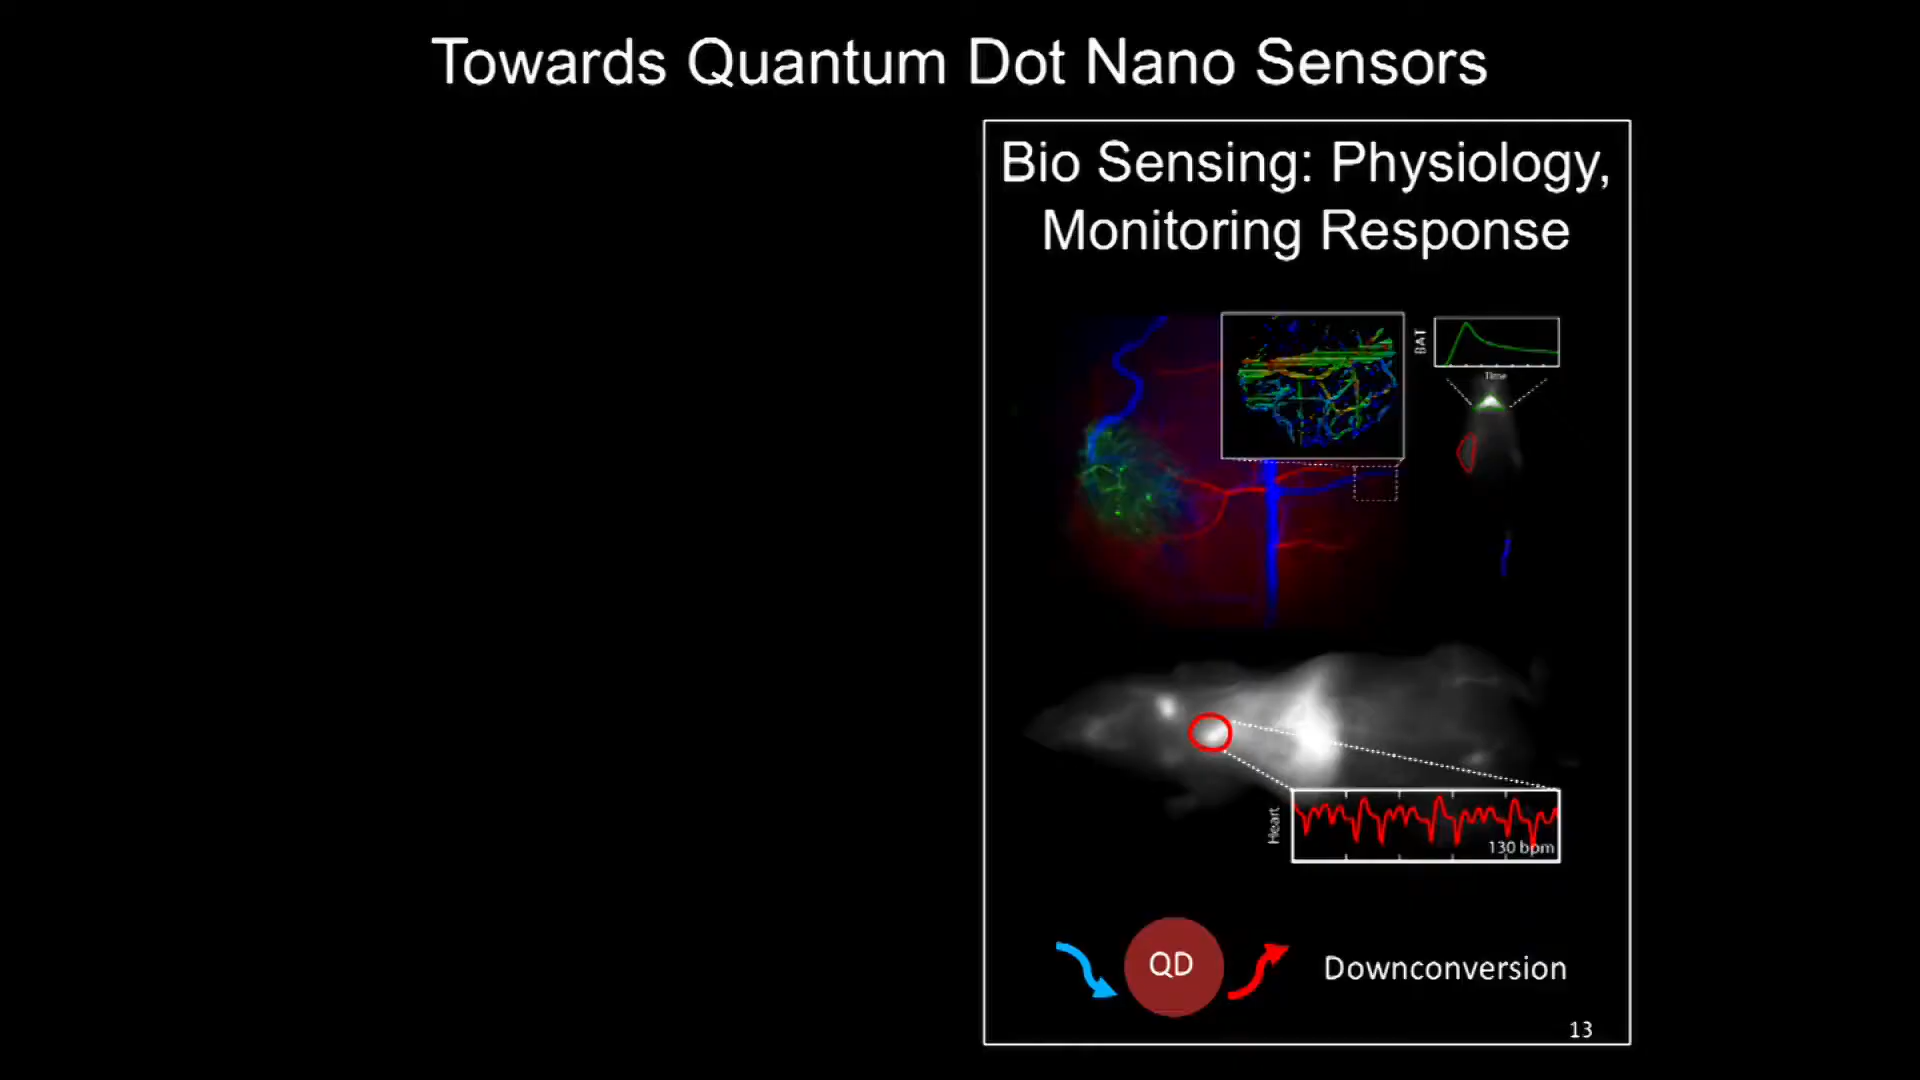 Towards Quantum Dot Nano Sensors
Bio Sensing: Physiology,
Monitoring Response
BAT
Time
Heart
130 bpm
QD
Downconversion
13